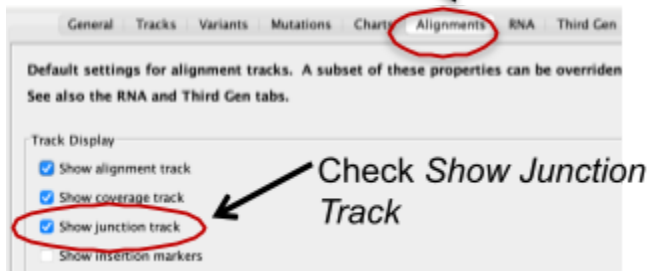 General Tracks Variants Mutations Charts Alignments RNA Third Gen
Default settings for alignment tracks. A subset of these properties can be overriden
See also the RNA and Third Gen tabs.
Track Display
Show alignment track
Show coverage track
Show junction track
Show insertion markers
Check Show Junction
Track